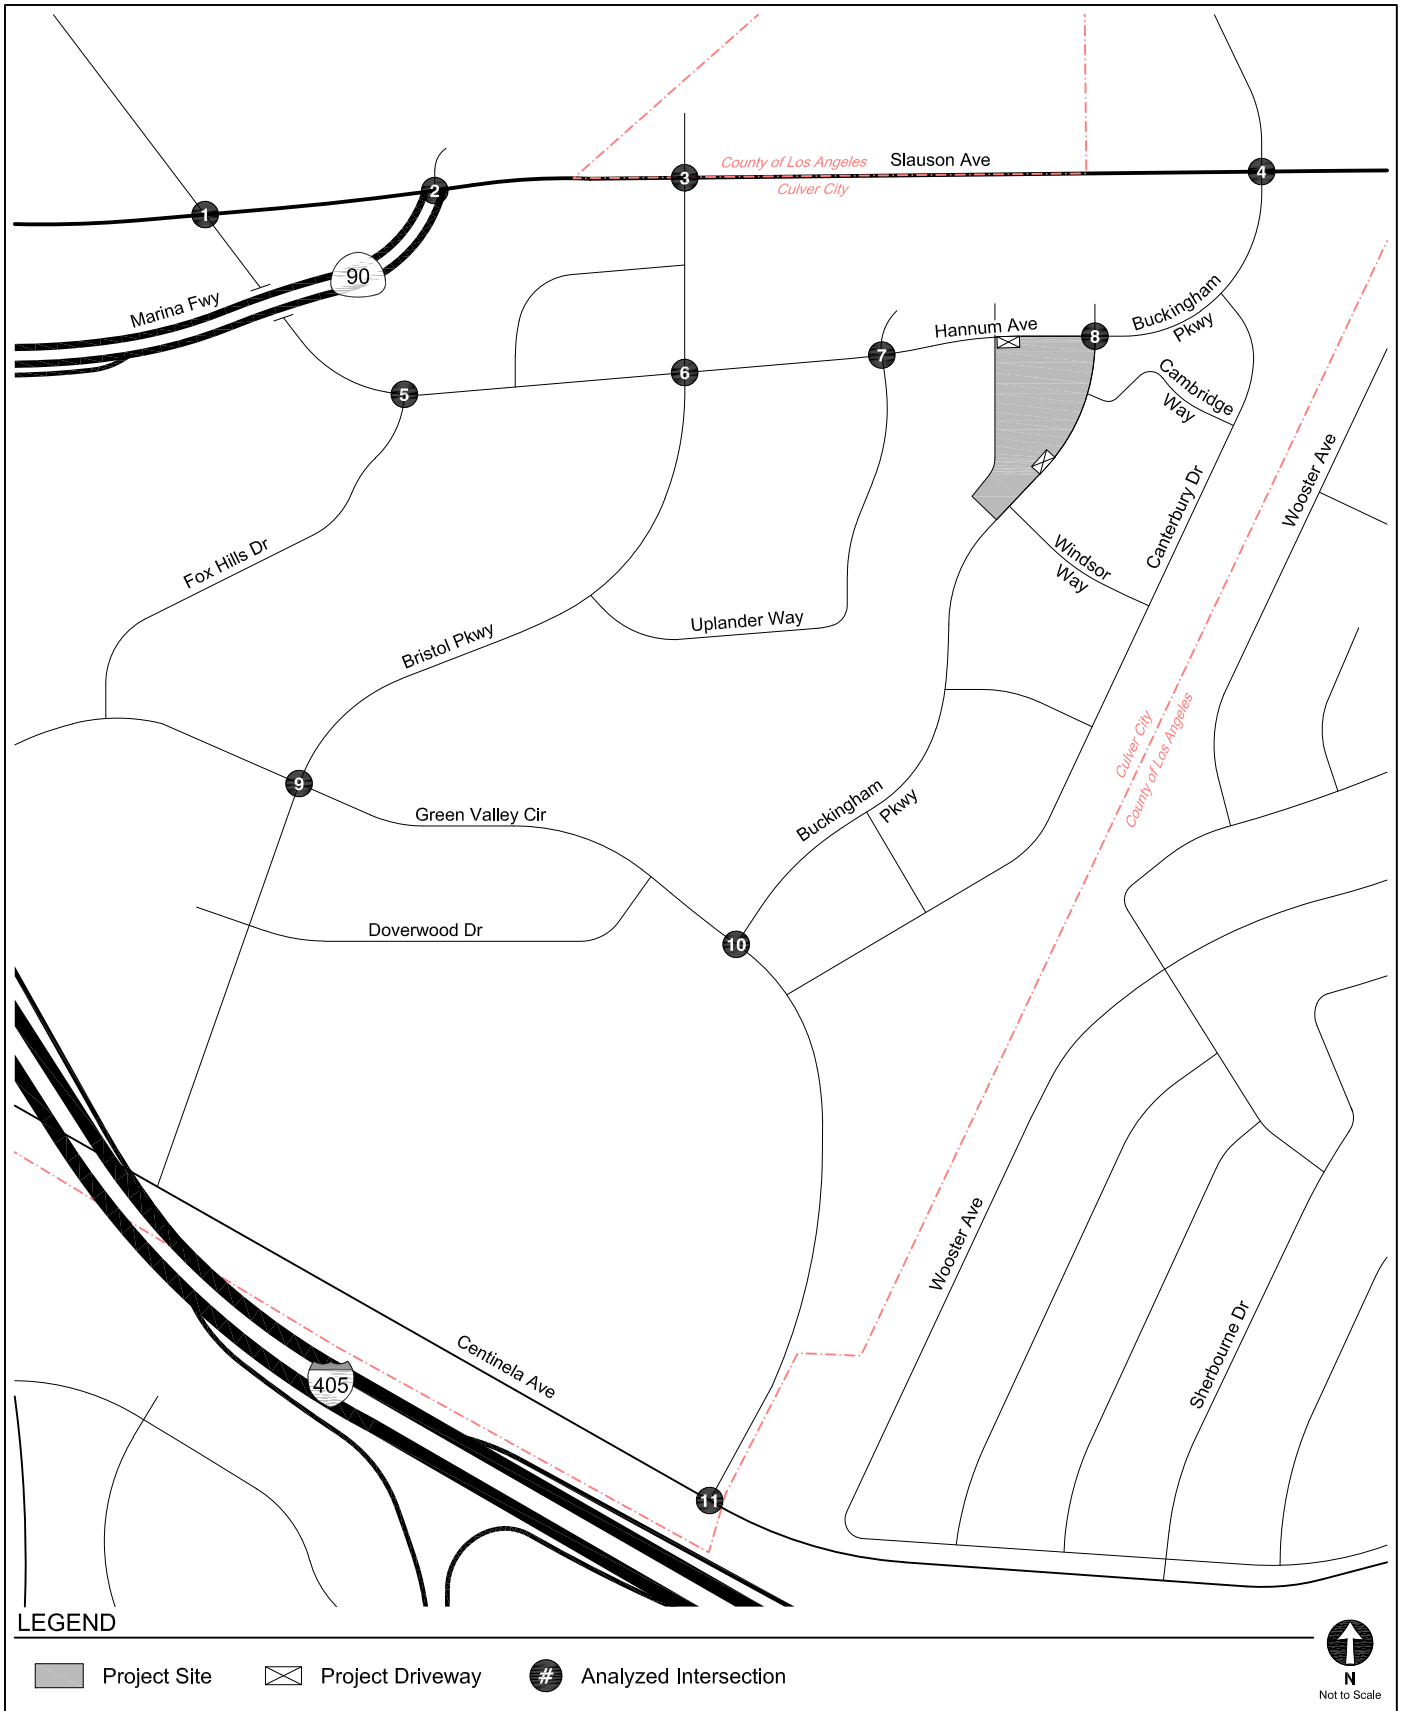 County of Los Angeles
Slauson Ave
Culver City
3
4
2
1
90
Marina Fwy
Buckingham
Pkwy
Hannum Ave
8
7
6
5
Cambridge
Way
Wooster Ave
Canterbury Dr
Windsor
Way
Fox Hills Dr
Uplander Way
Bristol Pkwy
Culver City
County of Los Angeles
9
Green Valley Cir
Buckingham
Pkwy
Doverwood Dr
10
Wooster Ave
Sherbourne Dr
Centinela Ave
405
11
LEGEND
Project Site
Project Driveway
# Analyzed Intersection
N
Not to Scale